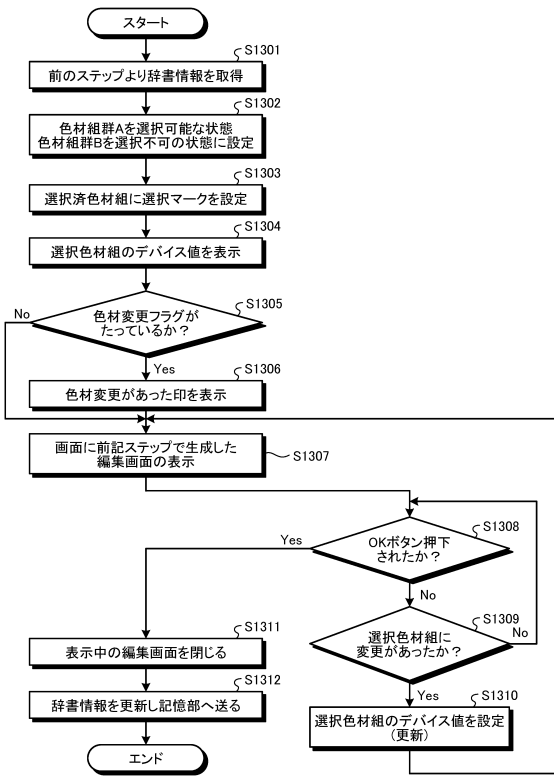 スタート
S1301
前のステップより辞書情報を取得
S1302
色材組群Aを選択可能な状態
色材組群Bを選択不可の状態に設定
S1303
選択済色材組に選択マークを設定
S1304
選択色材組のデバイス値を表示
S1305
色材変更フラグが
たっているか?
No
Yes
S1306
色材変更があった印を表示
画面に前記ステップで生成した
編集画面の表示
S1307
S1308
OKボタン押下
されたか?
Yes
No
S1309
選択色材組に
変更があったか?
No
Yes
S1310
選択色材組のデバイス値を設定
(更新)
S1311
表示中の編集画面を閉じる
S1312
辞書情報を更新し記憶部へ送る
エンド